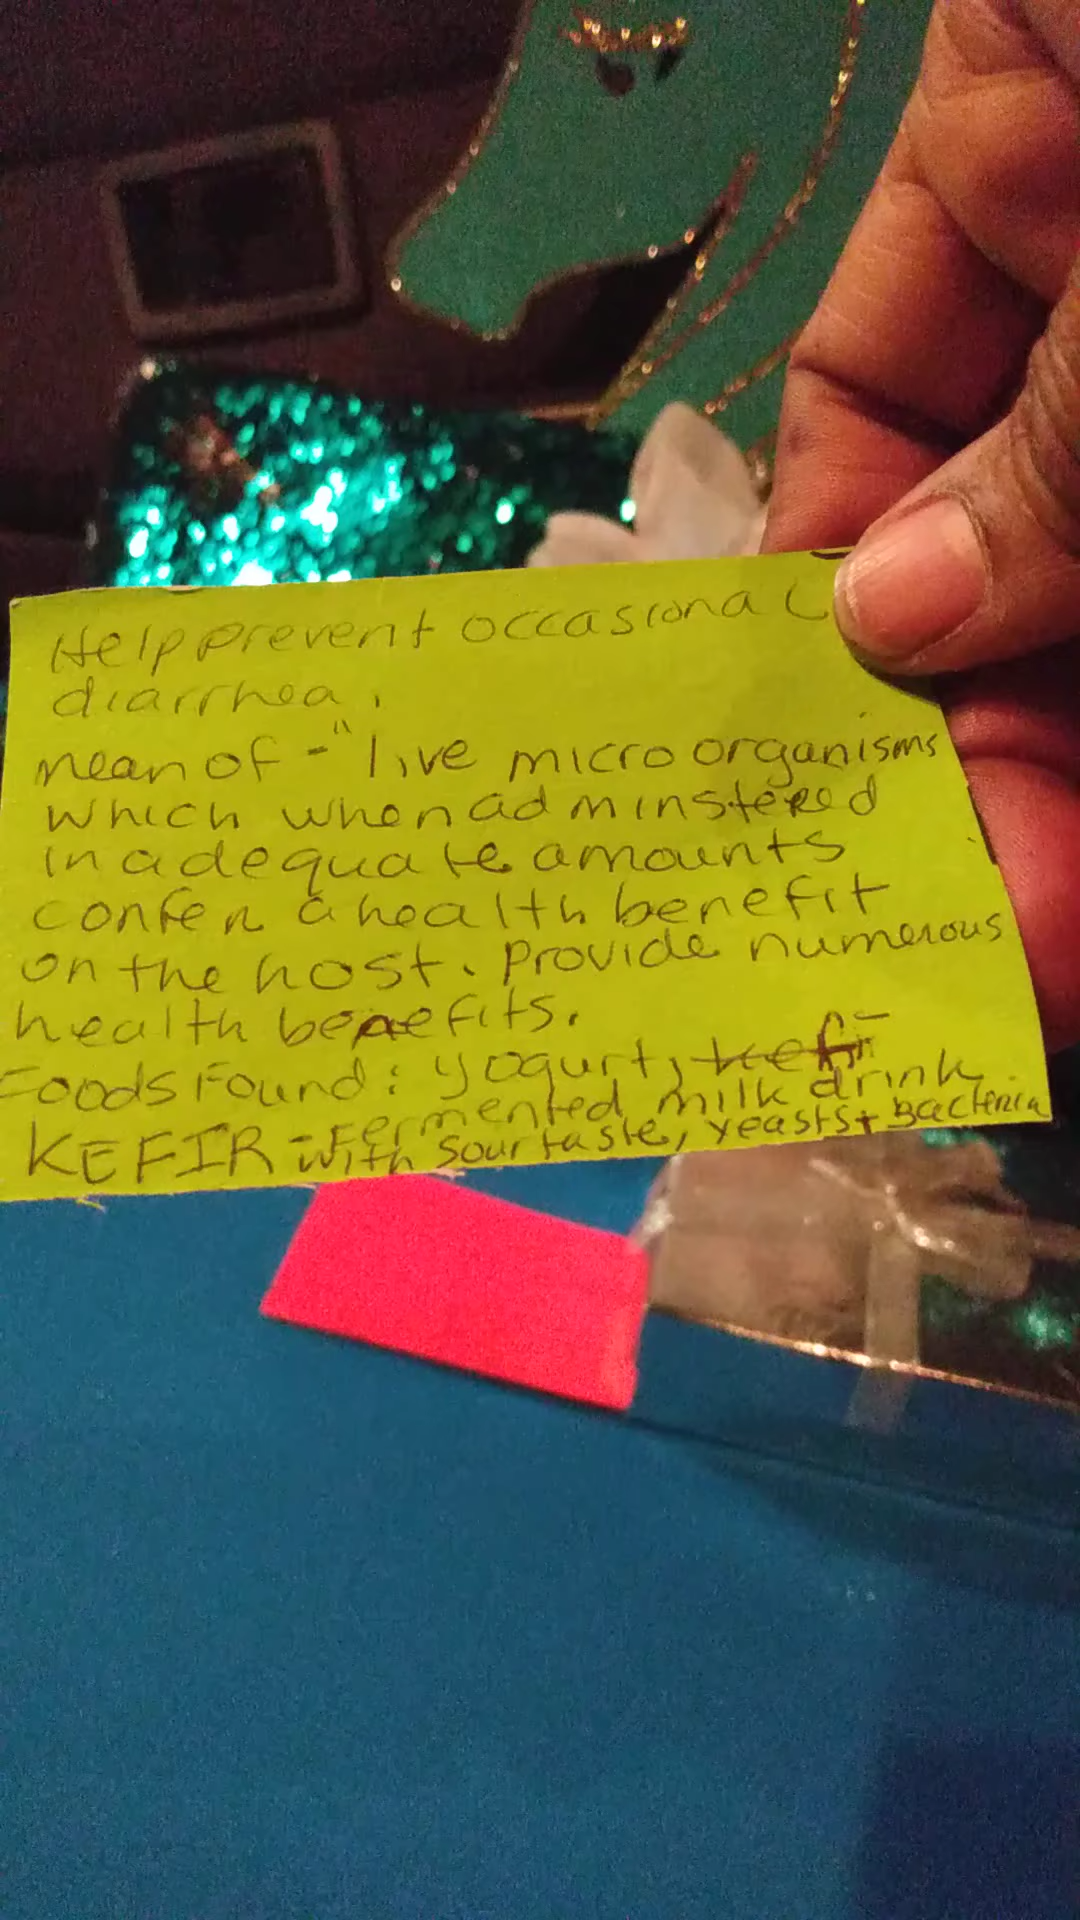 Help prevent occasional
diarrhea.
mean of - "live micro organisms
which when adminstered
in adequate amounts
confer a health benefit
on the host. Provide numerous
health benefits.
Foods Found: yogurt, kefir
KEFIR - Fermented milk drink
with sour taste, yeasts + Bacteria